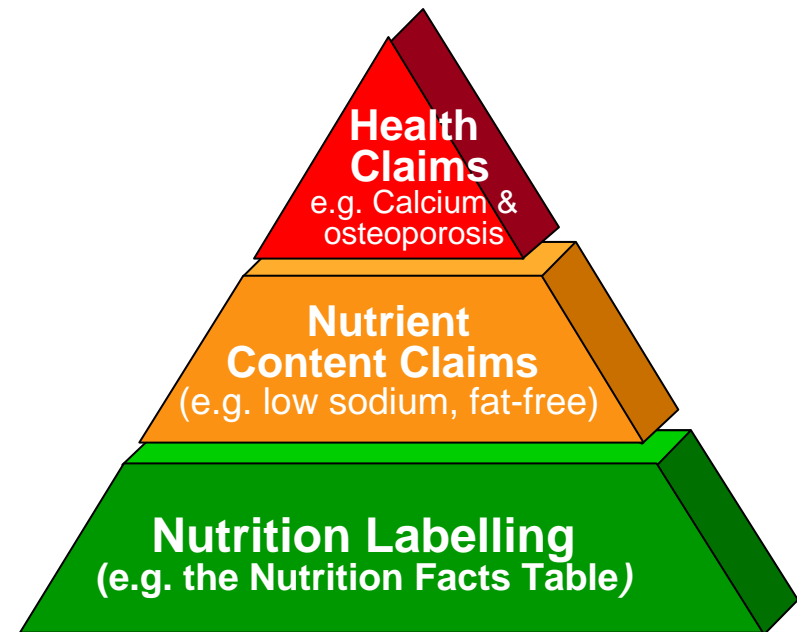 Health
Claims
e.g. Calcium &
osteoporosis
Nutrient
Content Claims
(e.g. low sodium, fat-free)
Nutrition Labelling
(e.g. the Nutrition Facts Table)